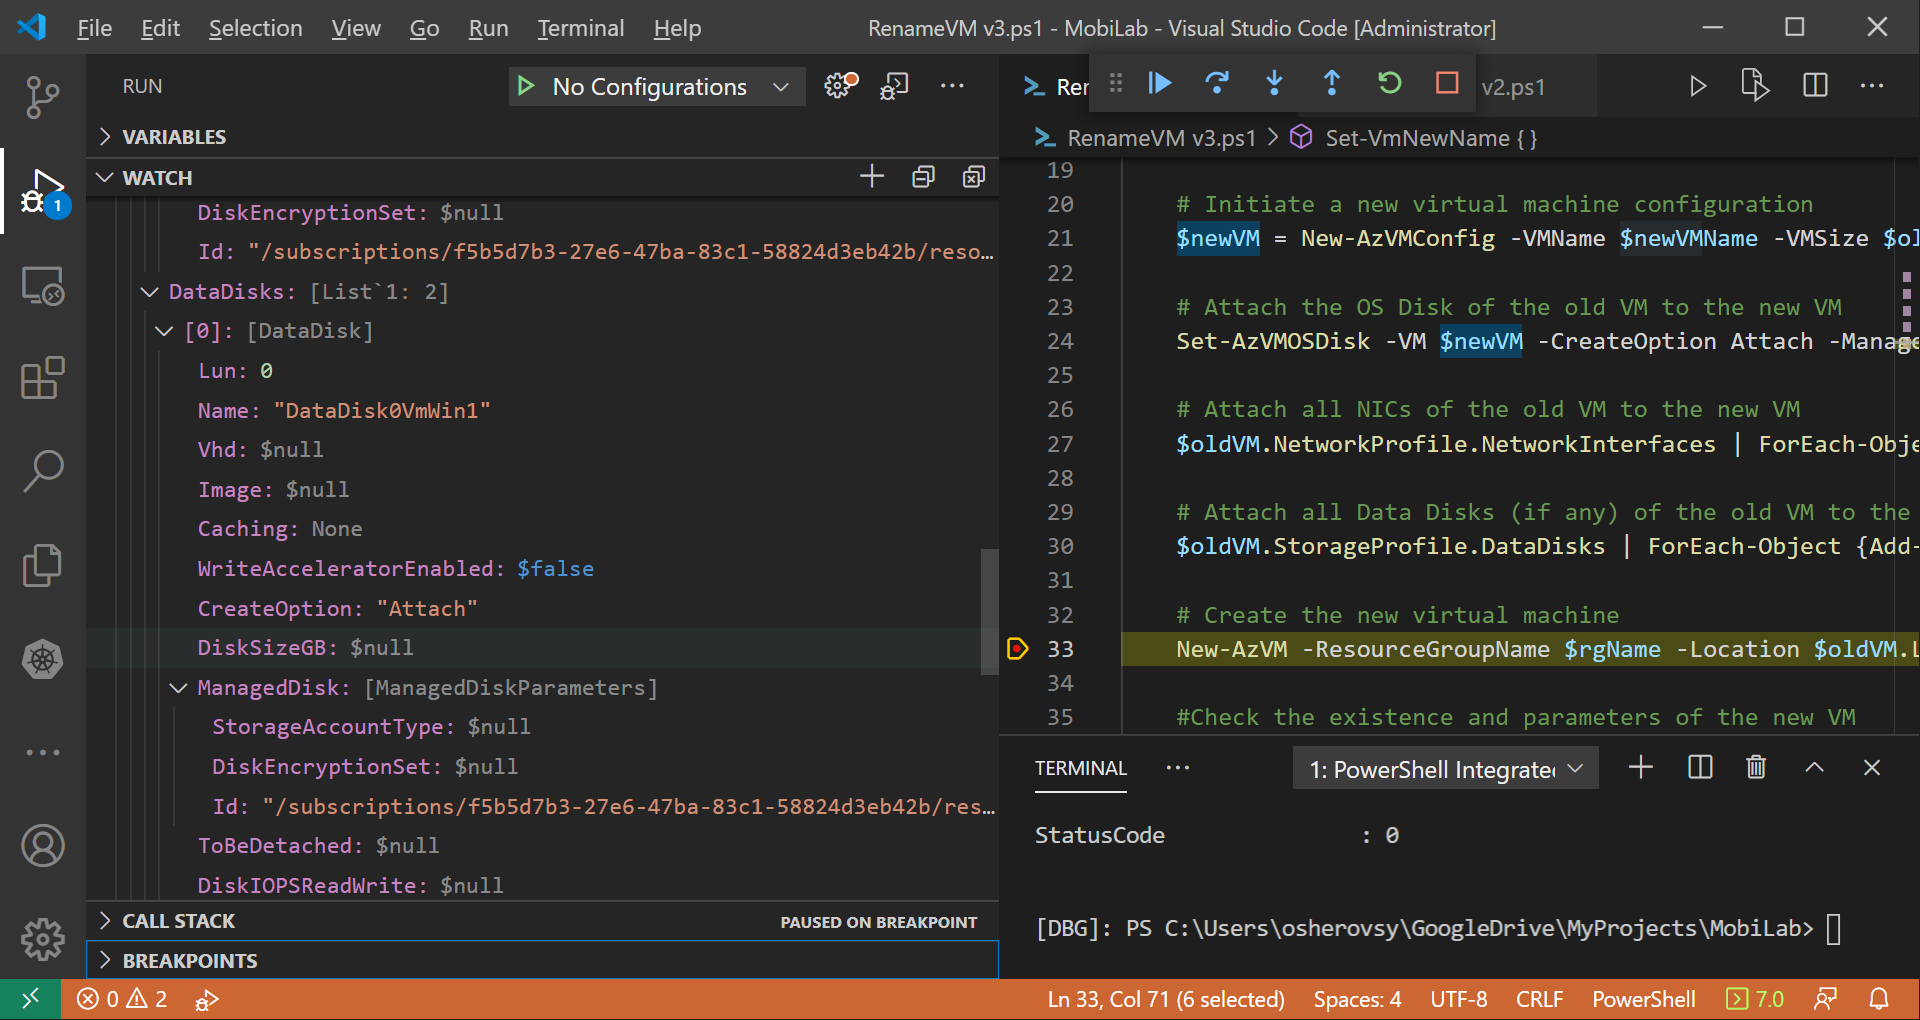 File Edit Selection View Go Run Terminal Help RenameVM v3.ps1 - MobiLab - Visual Studio Code [Administrator]
RUN
No Configurations
VARIABLES
WATCH
1
DiskEncryptionSet: $null
Id: "/subscriptions/f5b5d7b3-27e6-47ba-83c1-58824d3eb42b/reso…
DataDisks: [List`1: 2]
[0]: [DataDisk]
Lun: 0
Name: "DataDisk0VmWin1"
Vhd: $null
Image: $null
Caching: None
WriteAcceleratorEnabled: $false
CreateOption: "Attach"
DiskSizeGB: $null
ManagedDisk: [ManagedDiskParameters]
StorageAccountType: $null
DiskEncryptionSet: $null
Id: "/subscriptions/f5b5d7b3-27e6-47ba-83c1-58824d3eb42b/res…
ToBeDetached: $null
DiskIOPSReadWrite: $null
CALL STACK PAUSED ON BREAKPOINT
BREAKPOINTS
Rer v2.ps1
RenameVM v3.ps1 > Set-VmNewName { }
19
20 # Initiate a new virtual machine configuration
21 $newVM = New-AzVMConfig -VMName $newVMName -VMSize $ol
22
23 # Attach the OS Disk of the old VM to the new VM
24 Set-AzVMOSDisk -VM $newVM -CreateOption Attach -Manage
25
26 # Attach all NICs of the old VM to the new VM
27 $oldVM.NetworkProfile.NetworkInterfaces | ForEach-Obje
28
29 # Attach all Data Disks (if any) of the old VM to the
30 $oldVM.StorageProfile.DataDisks | ForEach-Object {Add-
31
32 # Create the new virtual machine
33 New-AzVM -ResourceGroupName $rgName -Location $oldVM.L
34
35 #Check the existence and parameters of the new VM
TERMINAL 1: PowerShell Integrate
StatusCode : 0
[DBG]: PS C:\Users\osherovsy\GoogleDrive\MyProjects\MobiLab>
0 2 Ln 33, Col 71 (6 selected) Spaces: 4 UTF-8 CRLF PowerShell 7.0